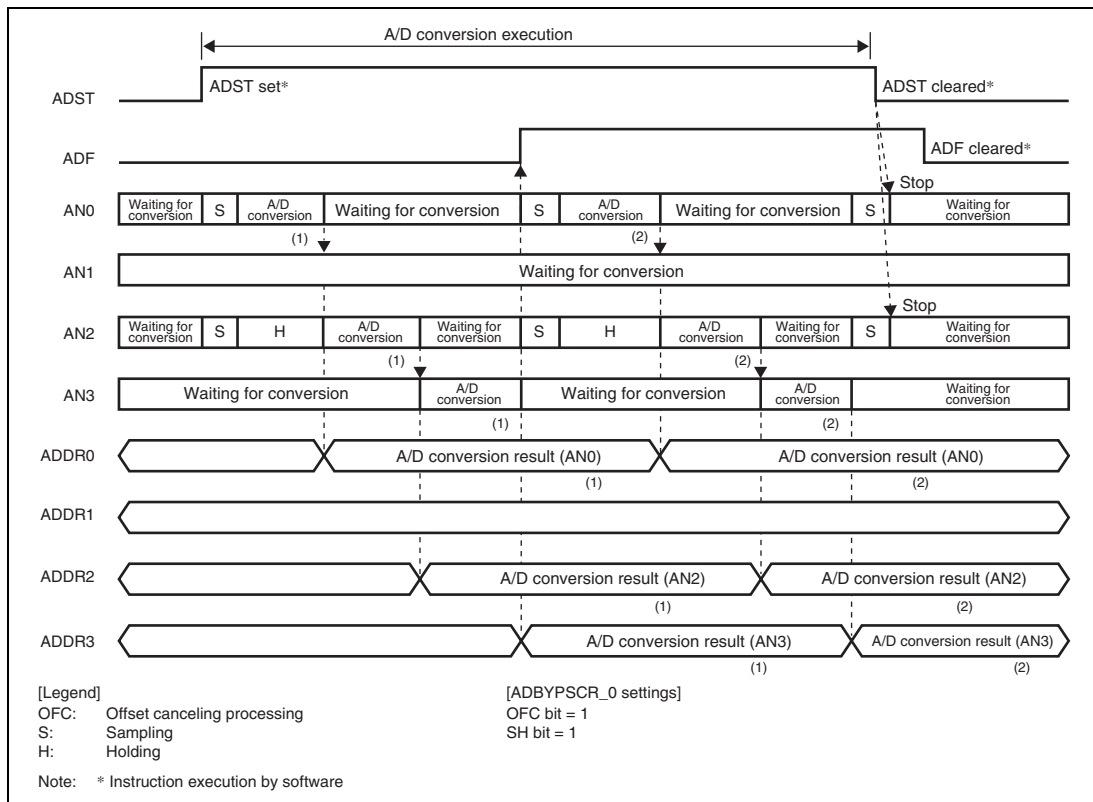 A/D conversion execution
ADST
ADST set*
ADST cleared*
ADF
ADF cleared*
Stop
AN0
Waiting for conversion
S
A/D conversion
Waiting for conversion
S
A/D conversion
Waiting for conversion
S
Waiting for conversion
(1)
(2)
AN1
Waiting for conversion
Stop
AN2
Waiting for conversion
S
H
A/D conversion
Waiting for conversion
S
H
A/D conversion
Waiting for conversion
S
Waiting for conversion
(1)
(2)
AN3
Waiting for conversion
A/D conversion
Waiting for conversion
A/D conversion
Waiting for conversion
(1)
(2)
ADDR0
A/D conversion result (AN0)
A/D conversion result (AN0)
(1)
(2)
ADDR1
ADDR2
A/D conversion result (AN2)
A/D conversion result (AN2)
(1)
(2)
ADDR3
A/D conversion result (AN3)
A/D conversion result (AN3)
(1)
(2)
[Legend]
OFC: Offset canceling processing
S: Sampling
H: Holding
[ADBYPSCR_0 settings]
OFC bit = 1
SH bit = 1
Note: * Instruction execution by software